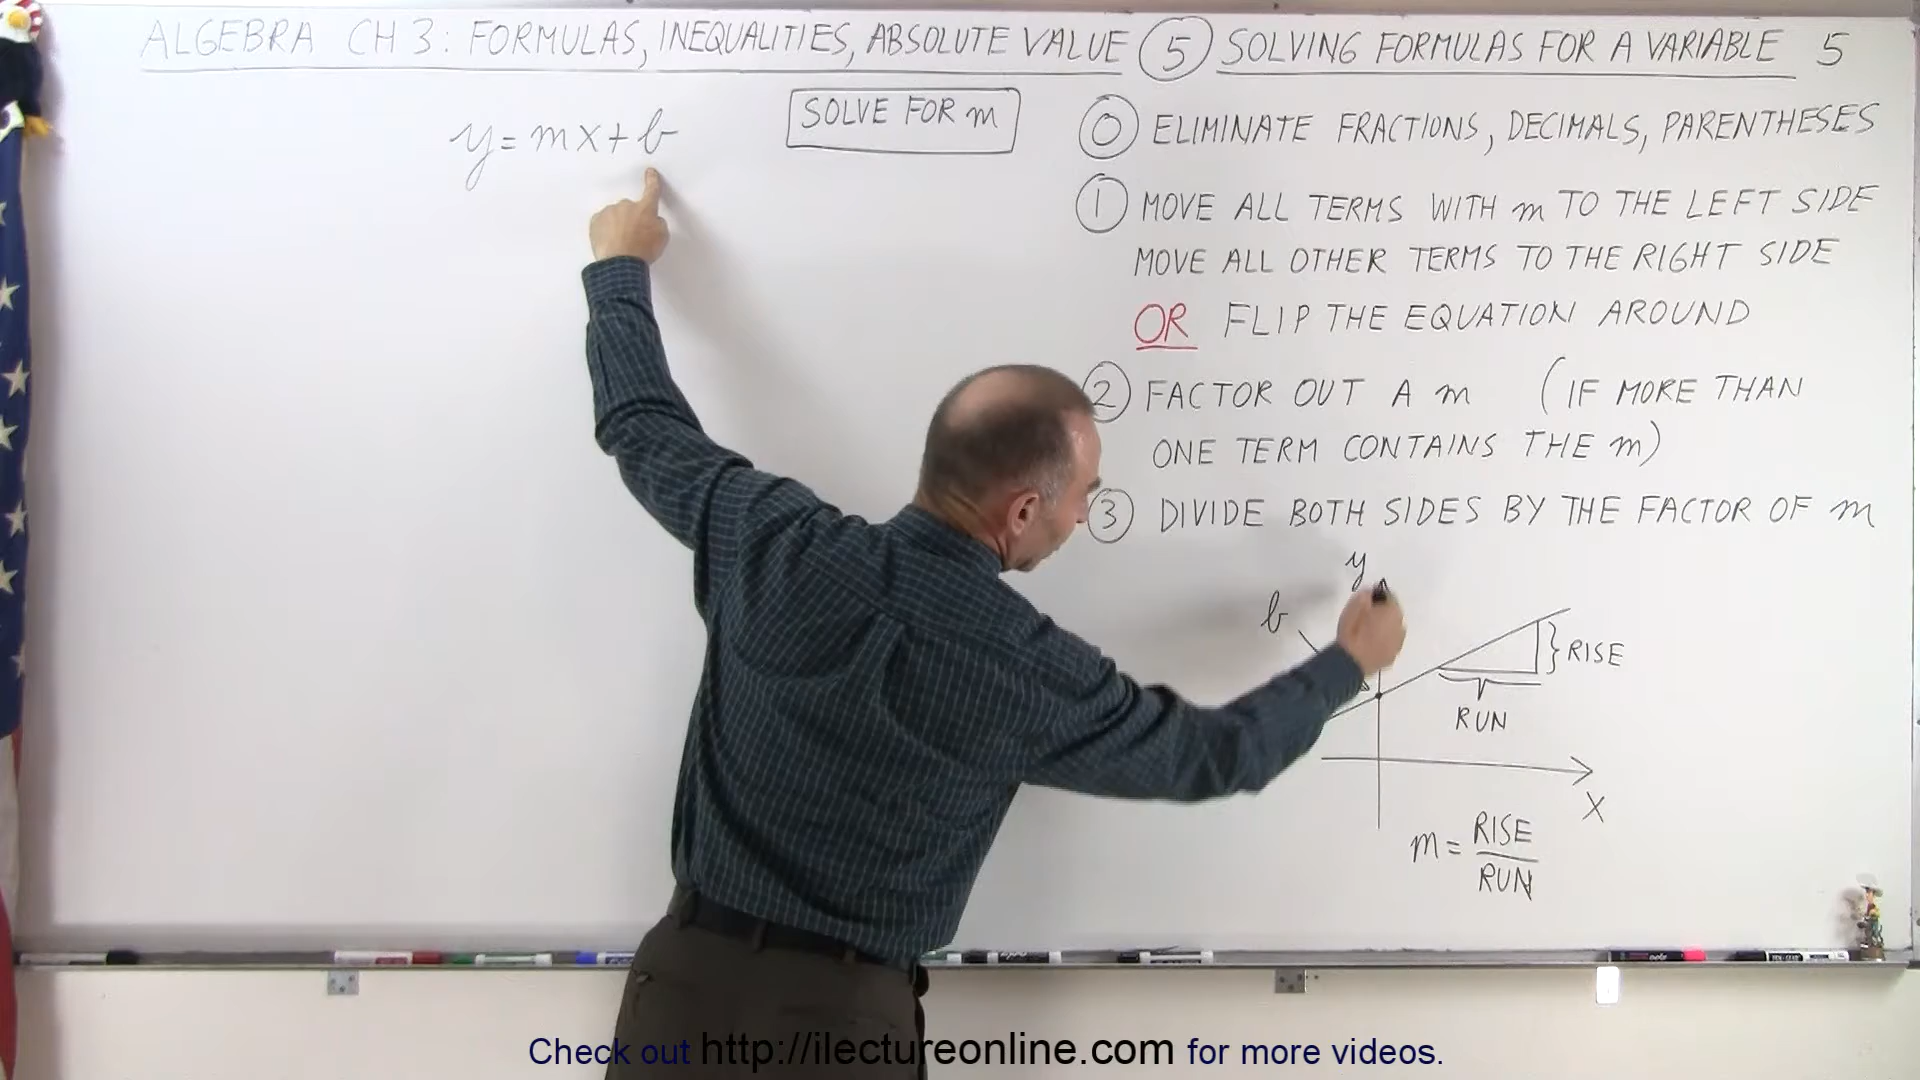 ALGEBRA CH 3: FORMULAS, INEQUALITIES, ABSOLUTE VALUE (5) SOLVING FORMULAS FOR A VARIABLE 5
y = mx + b
SOLVE FOR m
(0) ELIMINATE FRACTIONS, DECIMALS, PARENTHESES
(1) MOVE ALL TERMS WITH m TO THE LEFT SIDE
MOVE ALL OTHER TERMS TO THE RIGHT SIDE
OR FLIP THE EQUATION AROUND
(2) FACTOR OUT A m (IF MORE THAN
ONE TERM CONTAINS THE m)
(3) DIVIDE BOTH SIDES BY THE FACTOR OF m
y
b
} RISE
RUN
X
m = RISE
RUN
Check out http://ilectureonline.com for more videos.